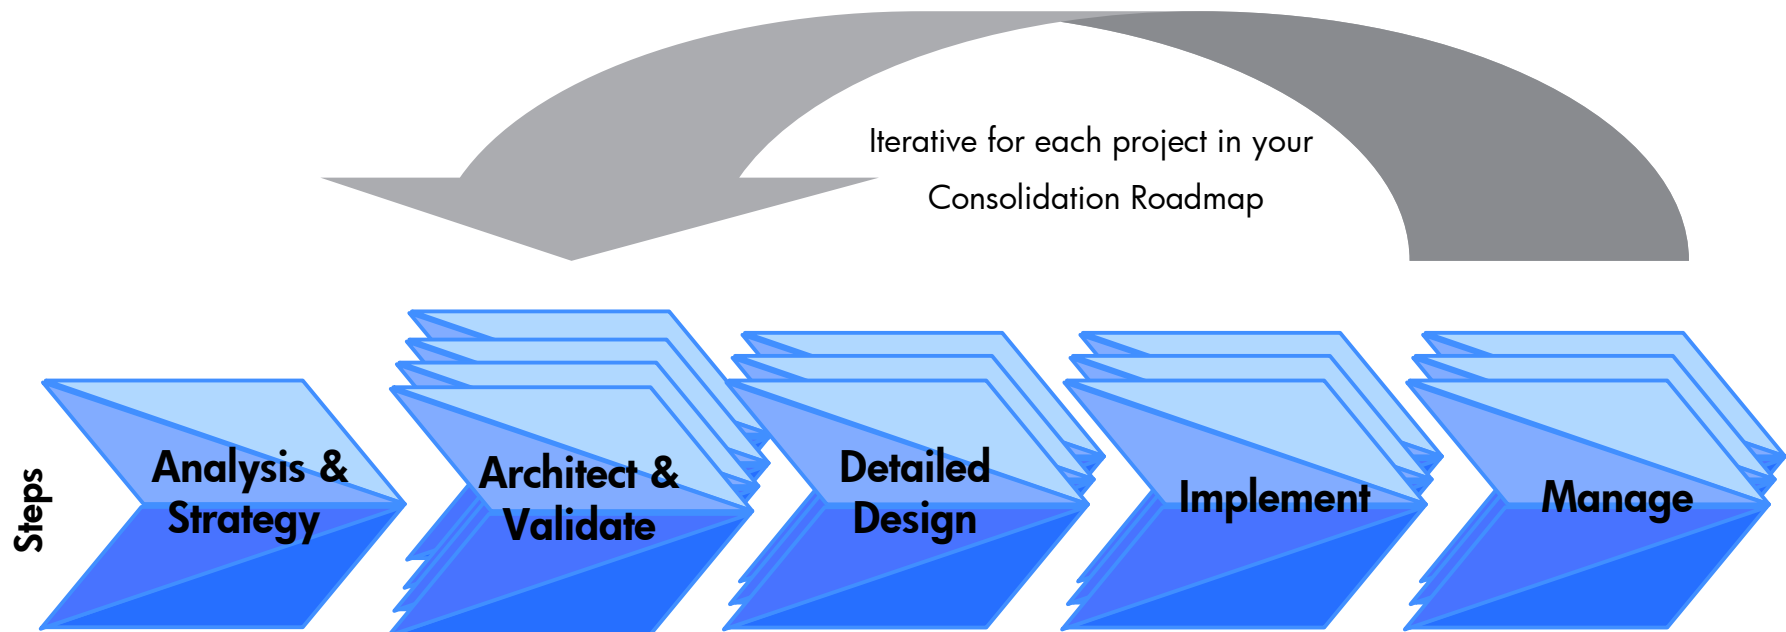 Iterative for each project in your
Consolidation Roadmap
Steps
Analysis &
Strategy
Architect &
Validate
Detailed
Design
Implement
Manage